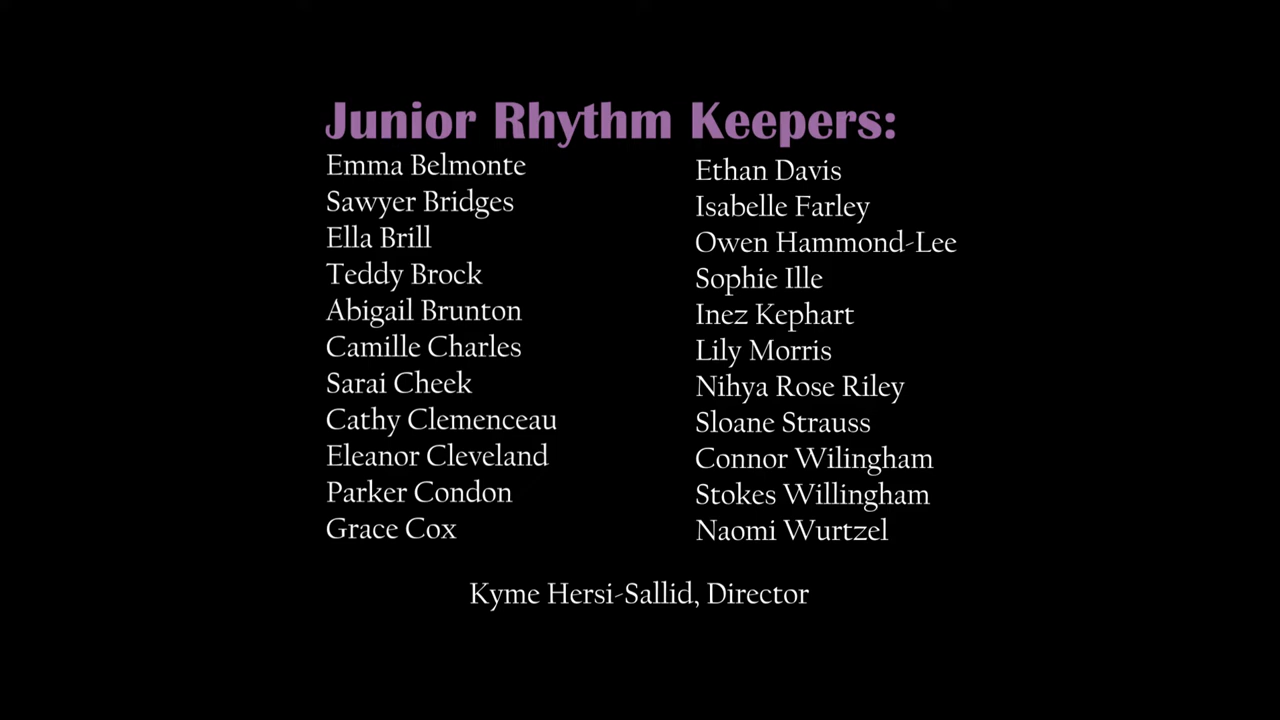 Junior Rhythm Keepers:
Emma Belmonte
Sawyer Bridges
Ella Brill
Teddy Brock
Abigail Brunton
Camille Charles
Sarai Cheek
Cathy Clemenceau
Eleanor Cleveland
Parker Condon
Grace Cox
Ethan Davis
Isabelle Farley
Owen Hammond-Lee
Sophie Ille
Inez Kephart
Lily Morris
Nihya Rose Riley
Sloane Strauss
Connor Wilingham
Stokes Willingham
Naomi Wurtzel
Kyme Hersi-Sallid, Director